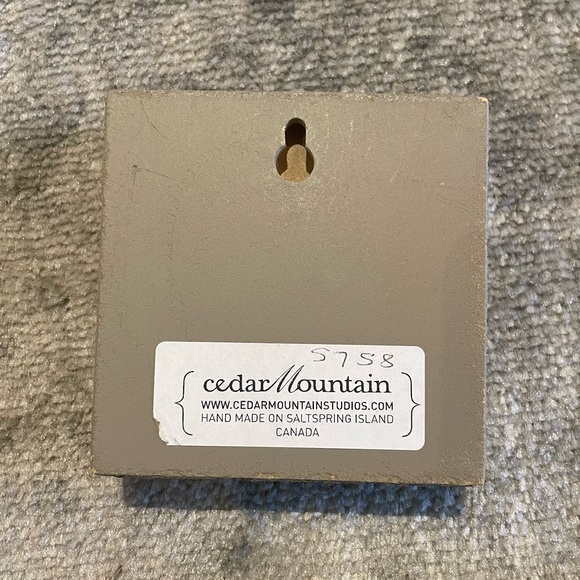 5758
cedarMountain
WWW.CEDARMOUNTAINSTUDIOS.COM
HAND MADE ON SALTSPRING ISLAND
CANADA